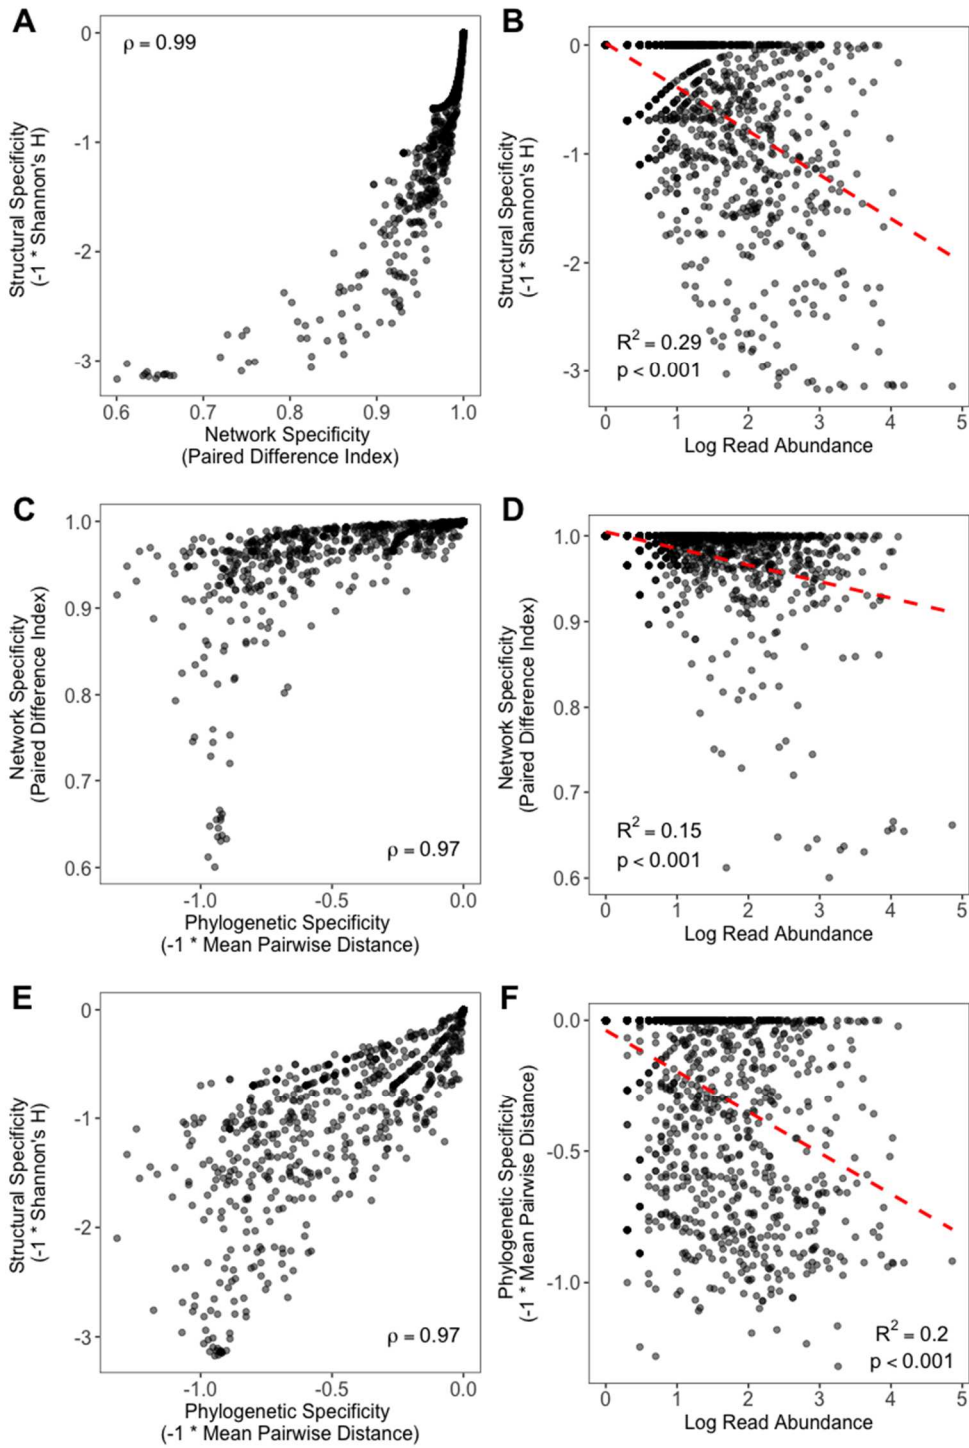 A
ρ = 0.99
0
-1
-2
-3
Structural Specificity
(-1 * Shannon's H)
0.6 0.7 0.8 0.9 1.0
Network Specificity
(Paired Difference Index)
B
0
-1
-2
-3
Structural Specificity
(-1 * Shannon's H)
R² = 0.29
p < 0.001
0 1 2 3 4 5
Log Read Abundance
C
1.0
0.9
0.8
0.7
0.6
Network Specificity
(Paired Difference Index)
ρ = 0.97
-1.0 -0.5 0.0
Phylogenetic Specificity
(-1 * Mean Pairwise Distance)
D
1.0
0.9
0.8
0.7
0.6
Network Specificity
(Paired Difference Index)
R² = 0.15
p < 0.001
0 1 2 3 4 5
Log Read Abundance
E
0
-1
-2
-3
Structural Specificity
(-1 * Shannon's H)
ρ = 0.97
-1.0 -0.5 0.0
Phylogenetic Specificity
(-1 * Mean Pairwise Distance)
F
0.0
-0.5
-1.0
Phylogenetic Specificity
(-1 * Mean Pairwise Distance)
R² = 0.2
p < 0.001
0 1 2 3 4 5
Log Read Abundance